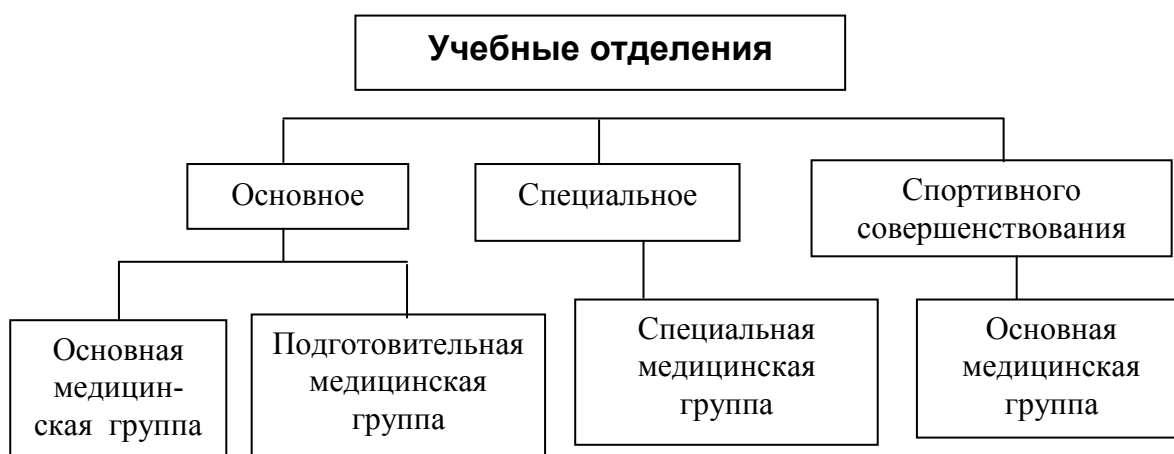 Учебные отделения
Основное
Специальное
Спортивного
совершенствования
Основная
медицин-
ская группа
Подготовительная
медицинская
группа
Специальная
медицинская
группа
Основная
медицинская
группа